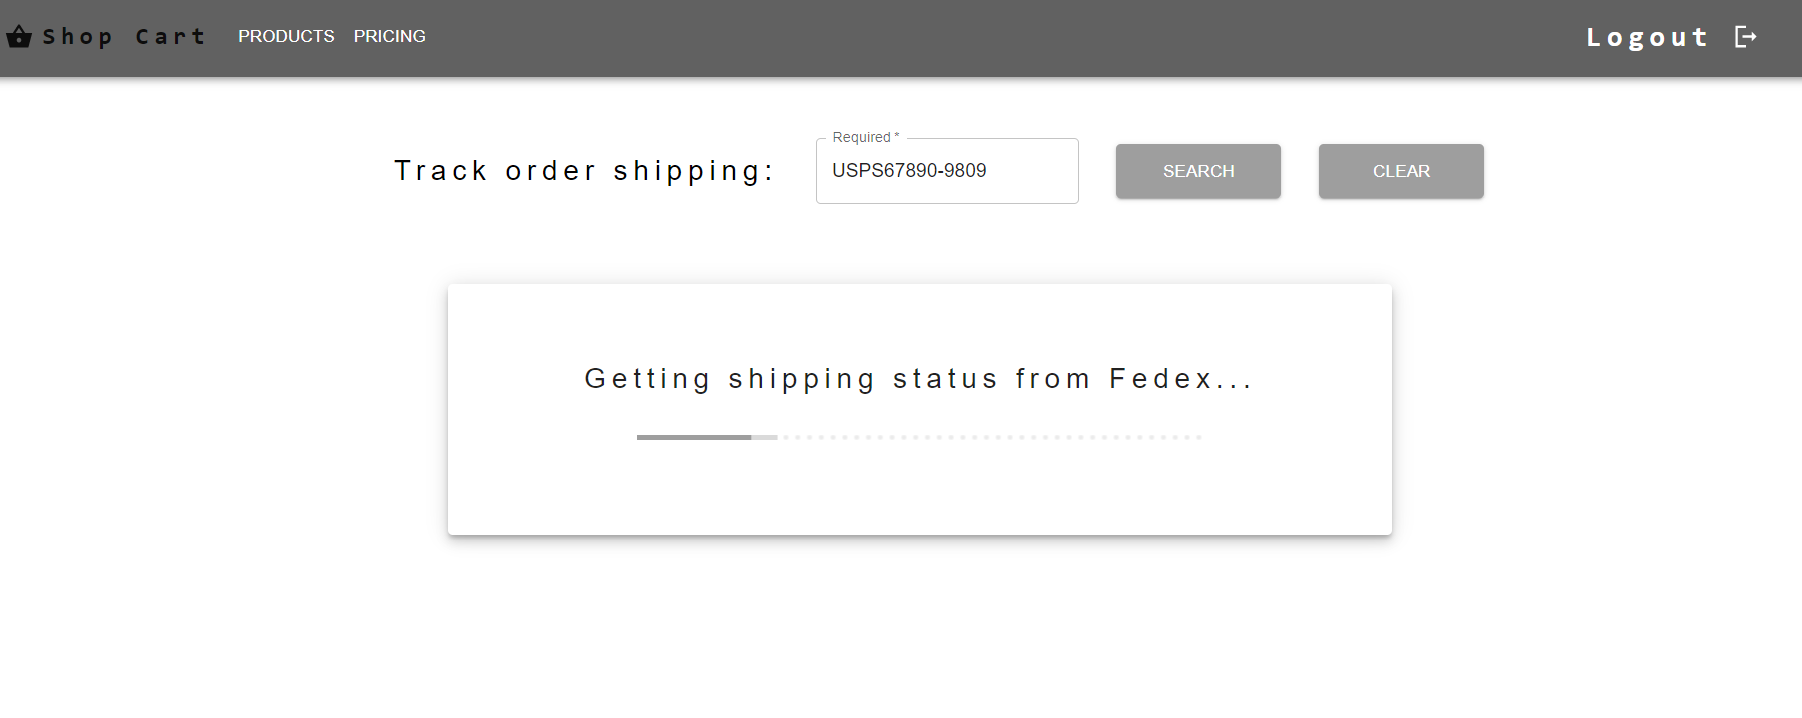 Shop Cart PRODUCTS PRICING Logout
Required *
Track order shipping: USPS67890-9809 SEARCH CLEAR
Getting shipping status from Fedex...